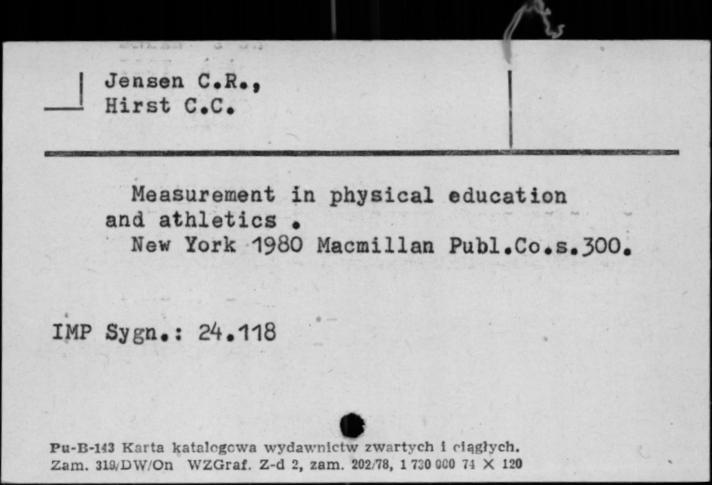 Jensen C.R.,
Hirst C.C.
Measurement in physical education
and athletics .
New York 1980 Macmillan Publ.Co.s.300.
IMP Sygn.: 24.118
Pu-B-143 Karta katalogowa wydawnictw zwartych i ciągłych.
Zam. 319/DW/On WZGraf. Z-d 2, zam. 202/78, 1 730 000 74 X 120